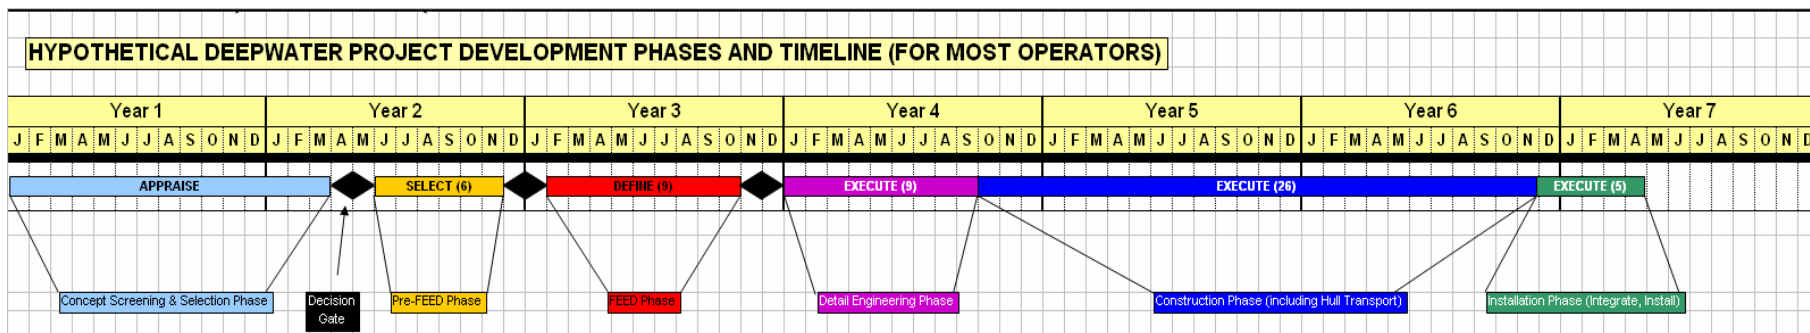 HYPOTHETICAL DEEPWATER PROJECT DEVELOPMENT PHASES AND TIMELINE (FOR MOST OPERATORS)
Year 1 Year 2 Year 3 Year 4 Year 5 Year 6 Year 7
J F M A M J J A S O N D J F M A M J J A S O N D J F M A M J J A S O N D J F M A M J J A S O N D J F M A M J J A S O N D J F M A M J J A S O N D J F M A M J J A S O N D
APPRAISE SELECT (6) DEFINE (9) EXECUTE (9) EXECUTE (26) EXECUTE (5)
Concept Screening & Selection Phase Decision Pre-FEED Phase FEED Phase Detail Engineering Phase Construction Phase (including Hull Transport) Installation Phase (Integrate, Install)
Gate